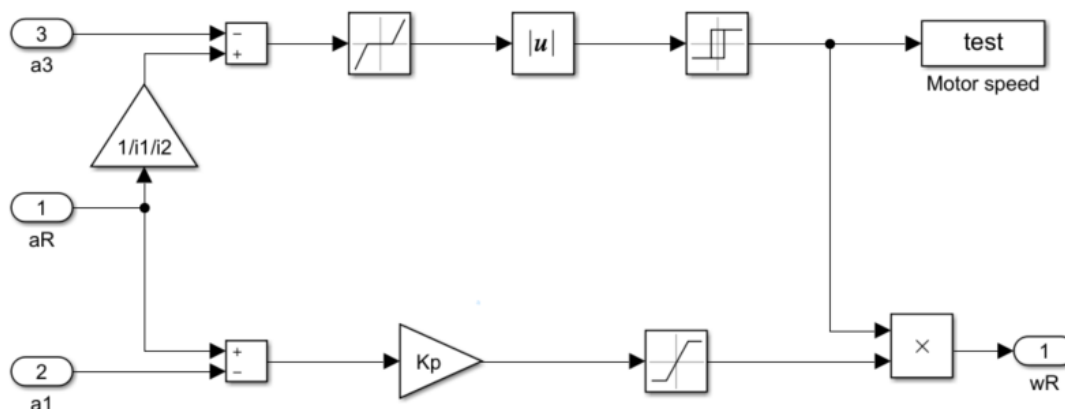 3
a3
−
+
|u|
test
Motor speed
1/i1/i2
1
aR
+
−
2
a1
Kp
×
1
wR